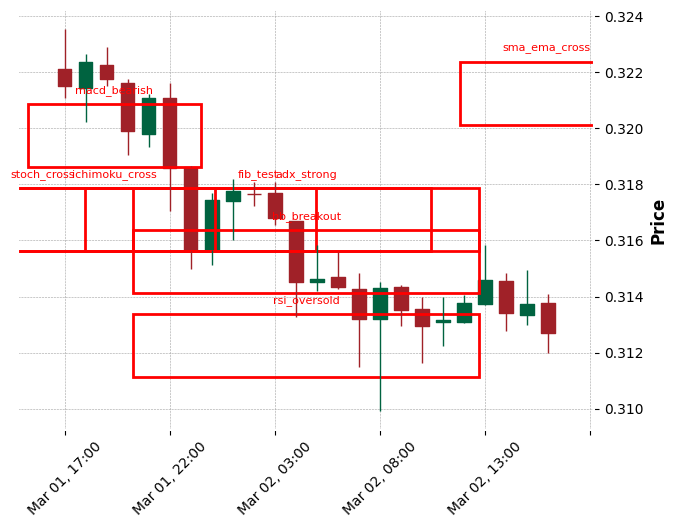 0.324
sma_ema_cross
0.322
macd_bearish
0.320
stoch_cross
ichimoku_cross
fib_test
adx_strong
0.318
Price
bb_breakout
0.316
rsi_oversold
0.314
0.312
0.310
Mar 01, 17:00
Mar 01, 22:00
Mar 02, 03:00
Mar 02, 08:00
Mar 02, 13:00